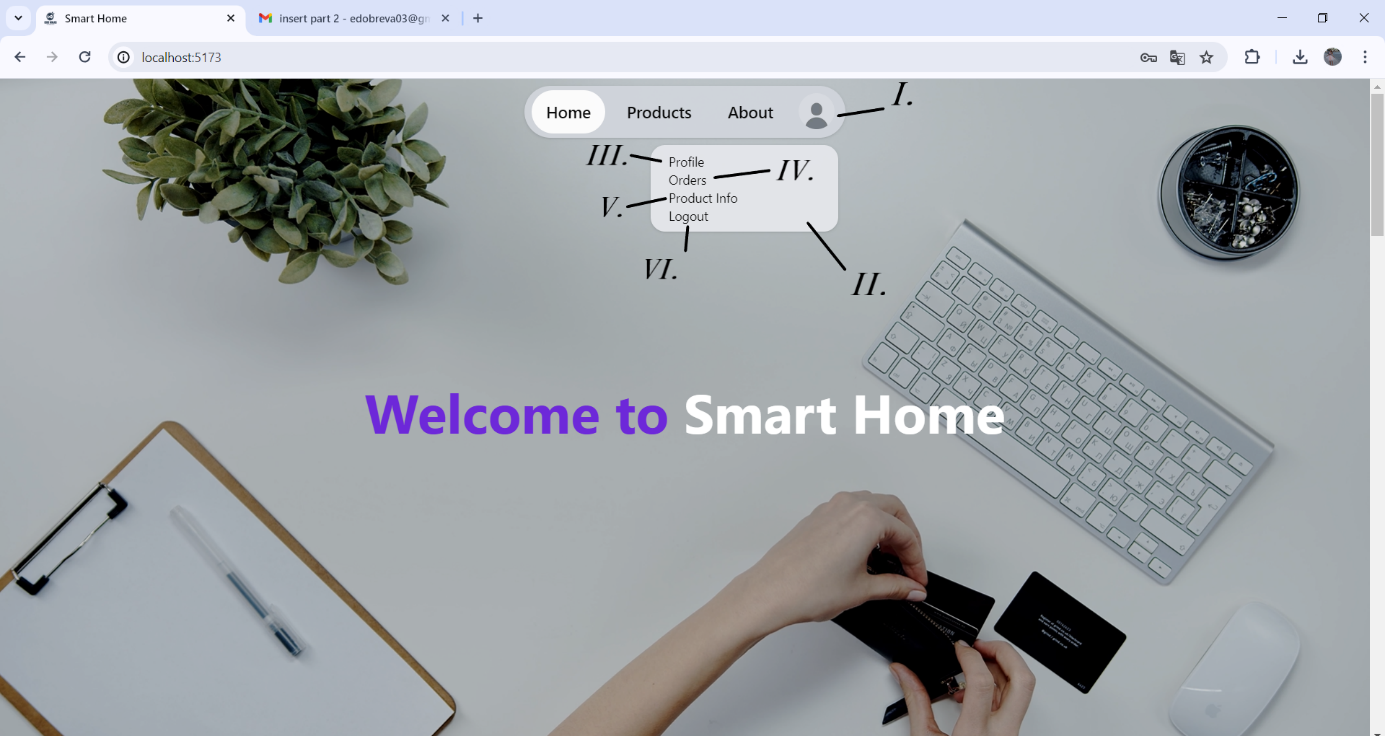 Smart Home
insert part 2 - edobreva03@gm
localhost:5173
Home Products About
I.
III. Profile
Orders IV.
V. Product Info
Logout
VI.
II.
Welcome to Smart Home